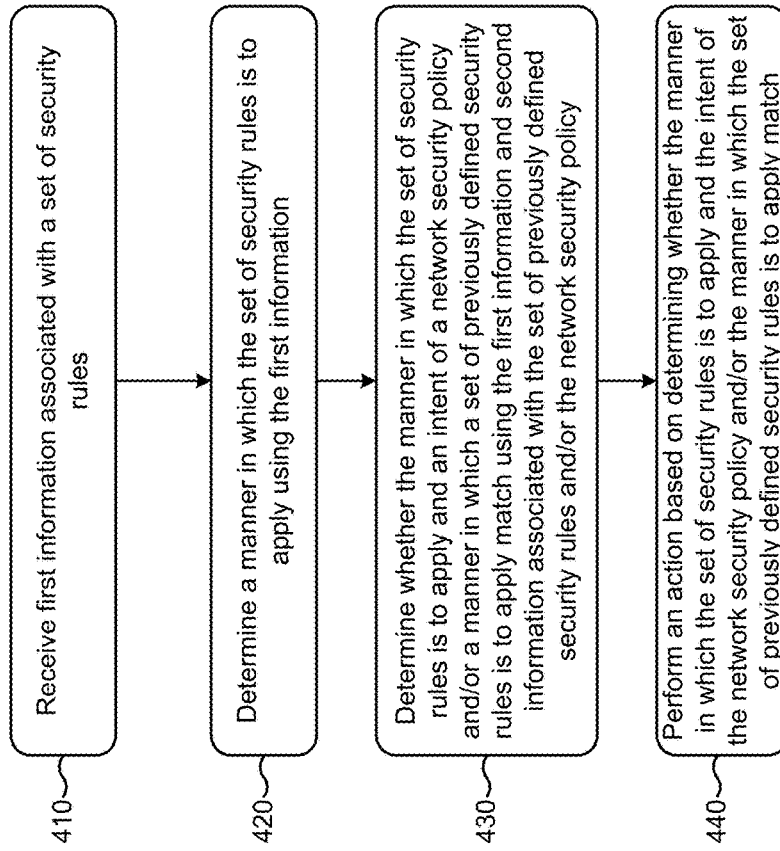 410
Receive first information associated with a set of security
rules
420
Determine a manner in which the set of security rules is to
apply using the first information
430
Determine whether the manner in which the set of security
rules is to apply and an intent of a network security policy
and/or a manner in which a set of previously defined security
rules is to apply match using the first information and second
information associated with the set of previously defined
security rules and/or the network security policy
440
Perform an action based on determining whether the manner
in which the set of security rules is to apply and the intent of
the network security policy and/or the manner in which the set
of previously defined security rules is to apply match